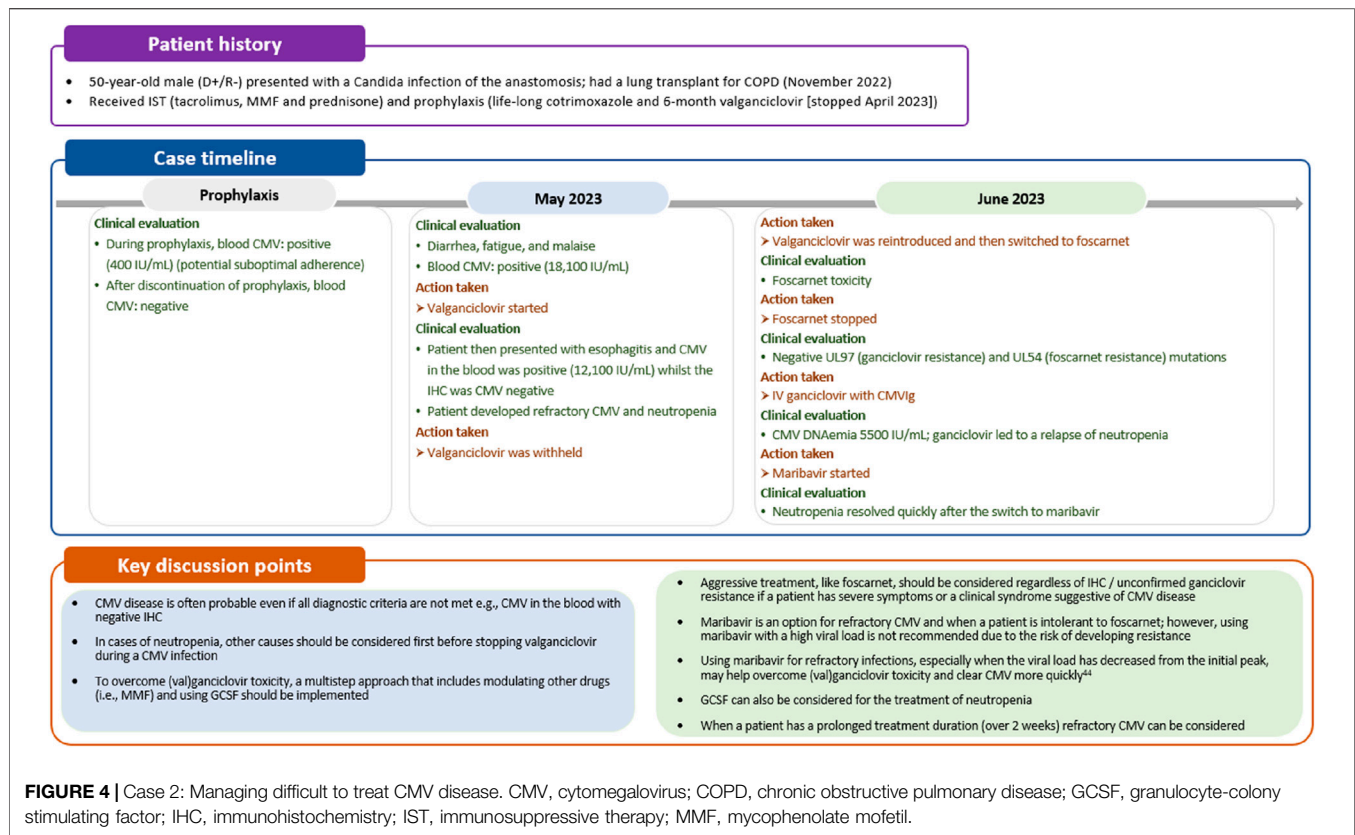 Patient history
• 50-year-old male (D+/R-) presented with a Candida infection of the anastomosis; had a lung transplant for COPD (November 2022)
• Received IST (tacrolimus, MMF and prednisone) and prophylaxis (life-long cotrimoxazole and 6-month valganciclovir [stopped April 2023])
Case timeline
Prophylaxis
Clinical evaluation
• During prophylaxis, blood CMV: positive
(400 IU/mL) (potential suboptimal adherence)
• After discontinuation of prophylaxis, blood
CMV: negative
May 2023
Clinical evaluation
• Diarrhea, fatigue, and malaise
• Blood CMV: positive (18,100 IU/mL)
Action taken
➤ Valganciclovir started
Clinical evaluation
• Patient then presented with esophagitis and CMV
in the blood was positive (12,100 IU/mL) whilst
the IHC was CMV negative
• Patient developed refractory CMV and neutropenia
Action taken
➤ Valganciclovir was withheld
June 2023
Action taken
➤ Valganciclovir was reintroduced and then switched to foscarnet
Clinical evaluation
• Foscarnet toxicity
Action taken
➤ Foscarnet stopped
Clinical evaluation
• Negative UL97 (ganciclovir resistance) and UL54 (foscarnet resistance) mutations
Action taken
➤ IV ganciclovir with CMVIg
Clinical evaluation
• CMV DNAemia 5500 IU/mL; ganciclovir led to a relapse of neutropenia
Action taken
➤ Maribavir started
Clinical evaluation
• Neutropenia resolved quickly after the switch to maribavir
Key discussion points
• CMV disease is often probable even if all diagnostic criteria are not met e.g., CMV in the blood with
negative IHC
• In cases of neutropenia, other causes should be considered first before stopping valganciclovir
during a CMV infection
• To overcome (val)ganciclovir toxicity, a multistep approach that includes modulating other drugs
(i.e., MMF) and using GCSF should be implemented
• Aggressive treatment, like foscarnet, should be considered regardless of IHC / unconfirmed ganciclovir
resistance if a patient has severe symptoms or a clinical syndrome suggestive of CMV disease
• Maribavir is an option for refractory CMV and when a patient is intolerant to foscarnet; however, using
maribavir with a high viral load is not recommended due to the risk of developing resistance
• Using maribavir for refractory infections, especially when the viral load has decreased from the initial peak,
may help overcome (val)ganciclovir toxicity and clear CMV more quickly⁴⁴
• GCSF can also be considered for the treatment of neutropenia
• When a patient has a prolonged treatment duration (over 2 weeks) refractory CMV can be considered
FIGURE 4 | Case 2: Managing difficult to treat CMV disease. CMV, cytomegalovirus; COPD, chronic obstructive pulmonary disease; GCSF, granulocyte-colony
stimulating factor; IHC, immunohistochemistry; IST, immunosuppressive therapy; MMF, mycophenolate mofetil.